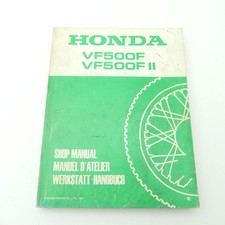 HONDA
VF500F
VF500F II
SHOP MANUAL
MANUEL D'ATELIER
WERKSTATT HANDBUCH